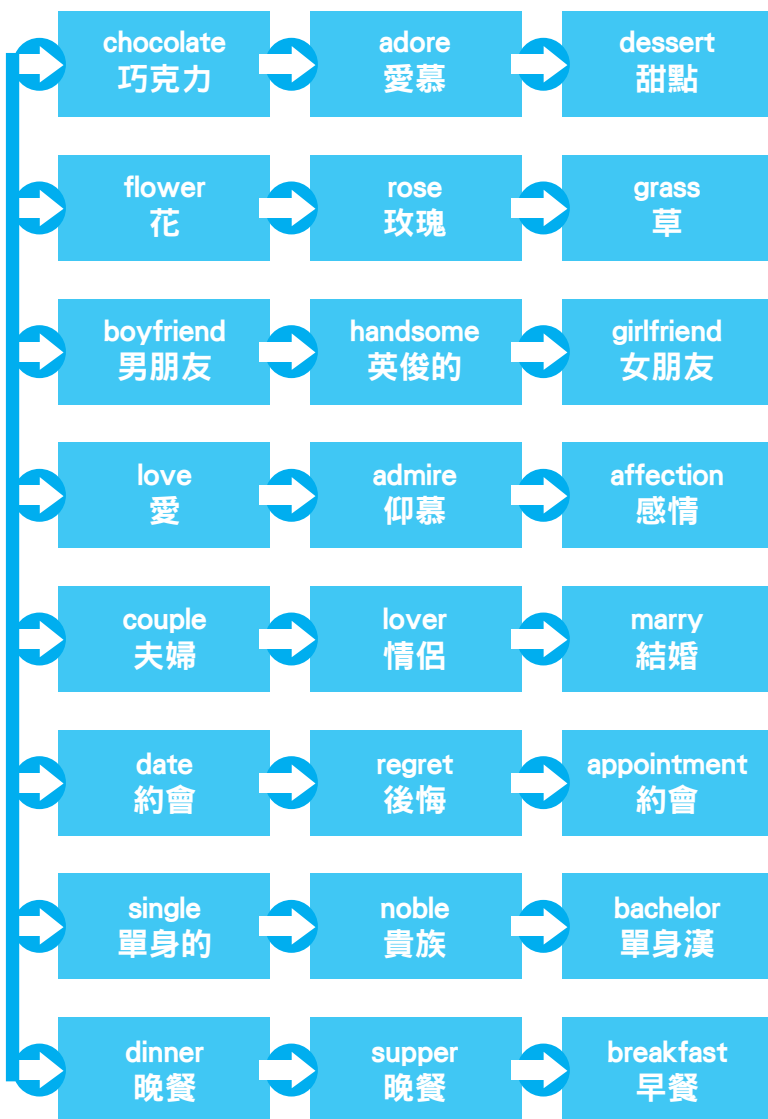 chocolate
巧克力
adore
愛慕
dessert
甜點
flower
花
rose
玫瑰
grass
草
boyfriend
男朋友
handsome
英俊的
girlfriend
女朋友
love
愛
admire
仰慕
affection
感情
couple
夫婦
lover
情侶
marry
結婚
date
約會
regret
後悔
appointment
約會
single
單身的
noble
貴族
bachelor
單身漢
dinner
晚餐
supper
晚餐
breakfast
早餐